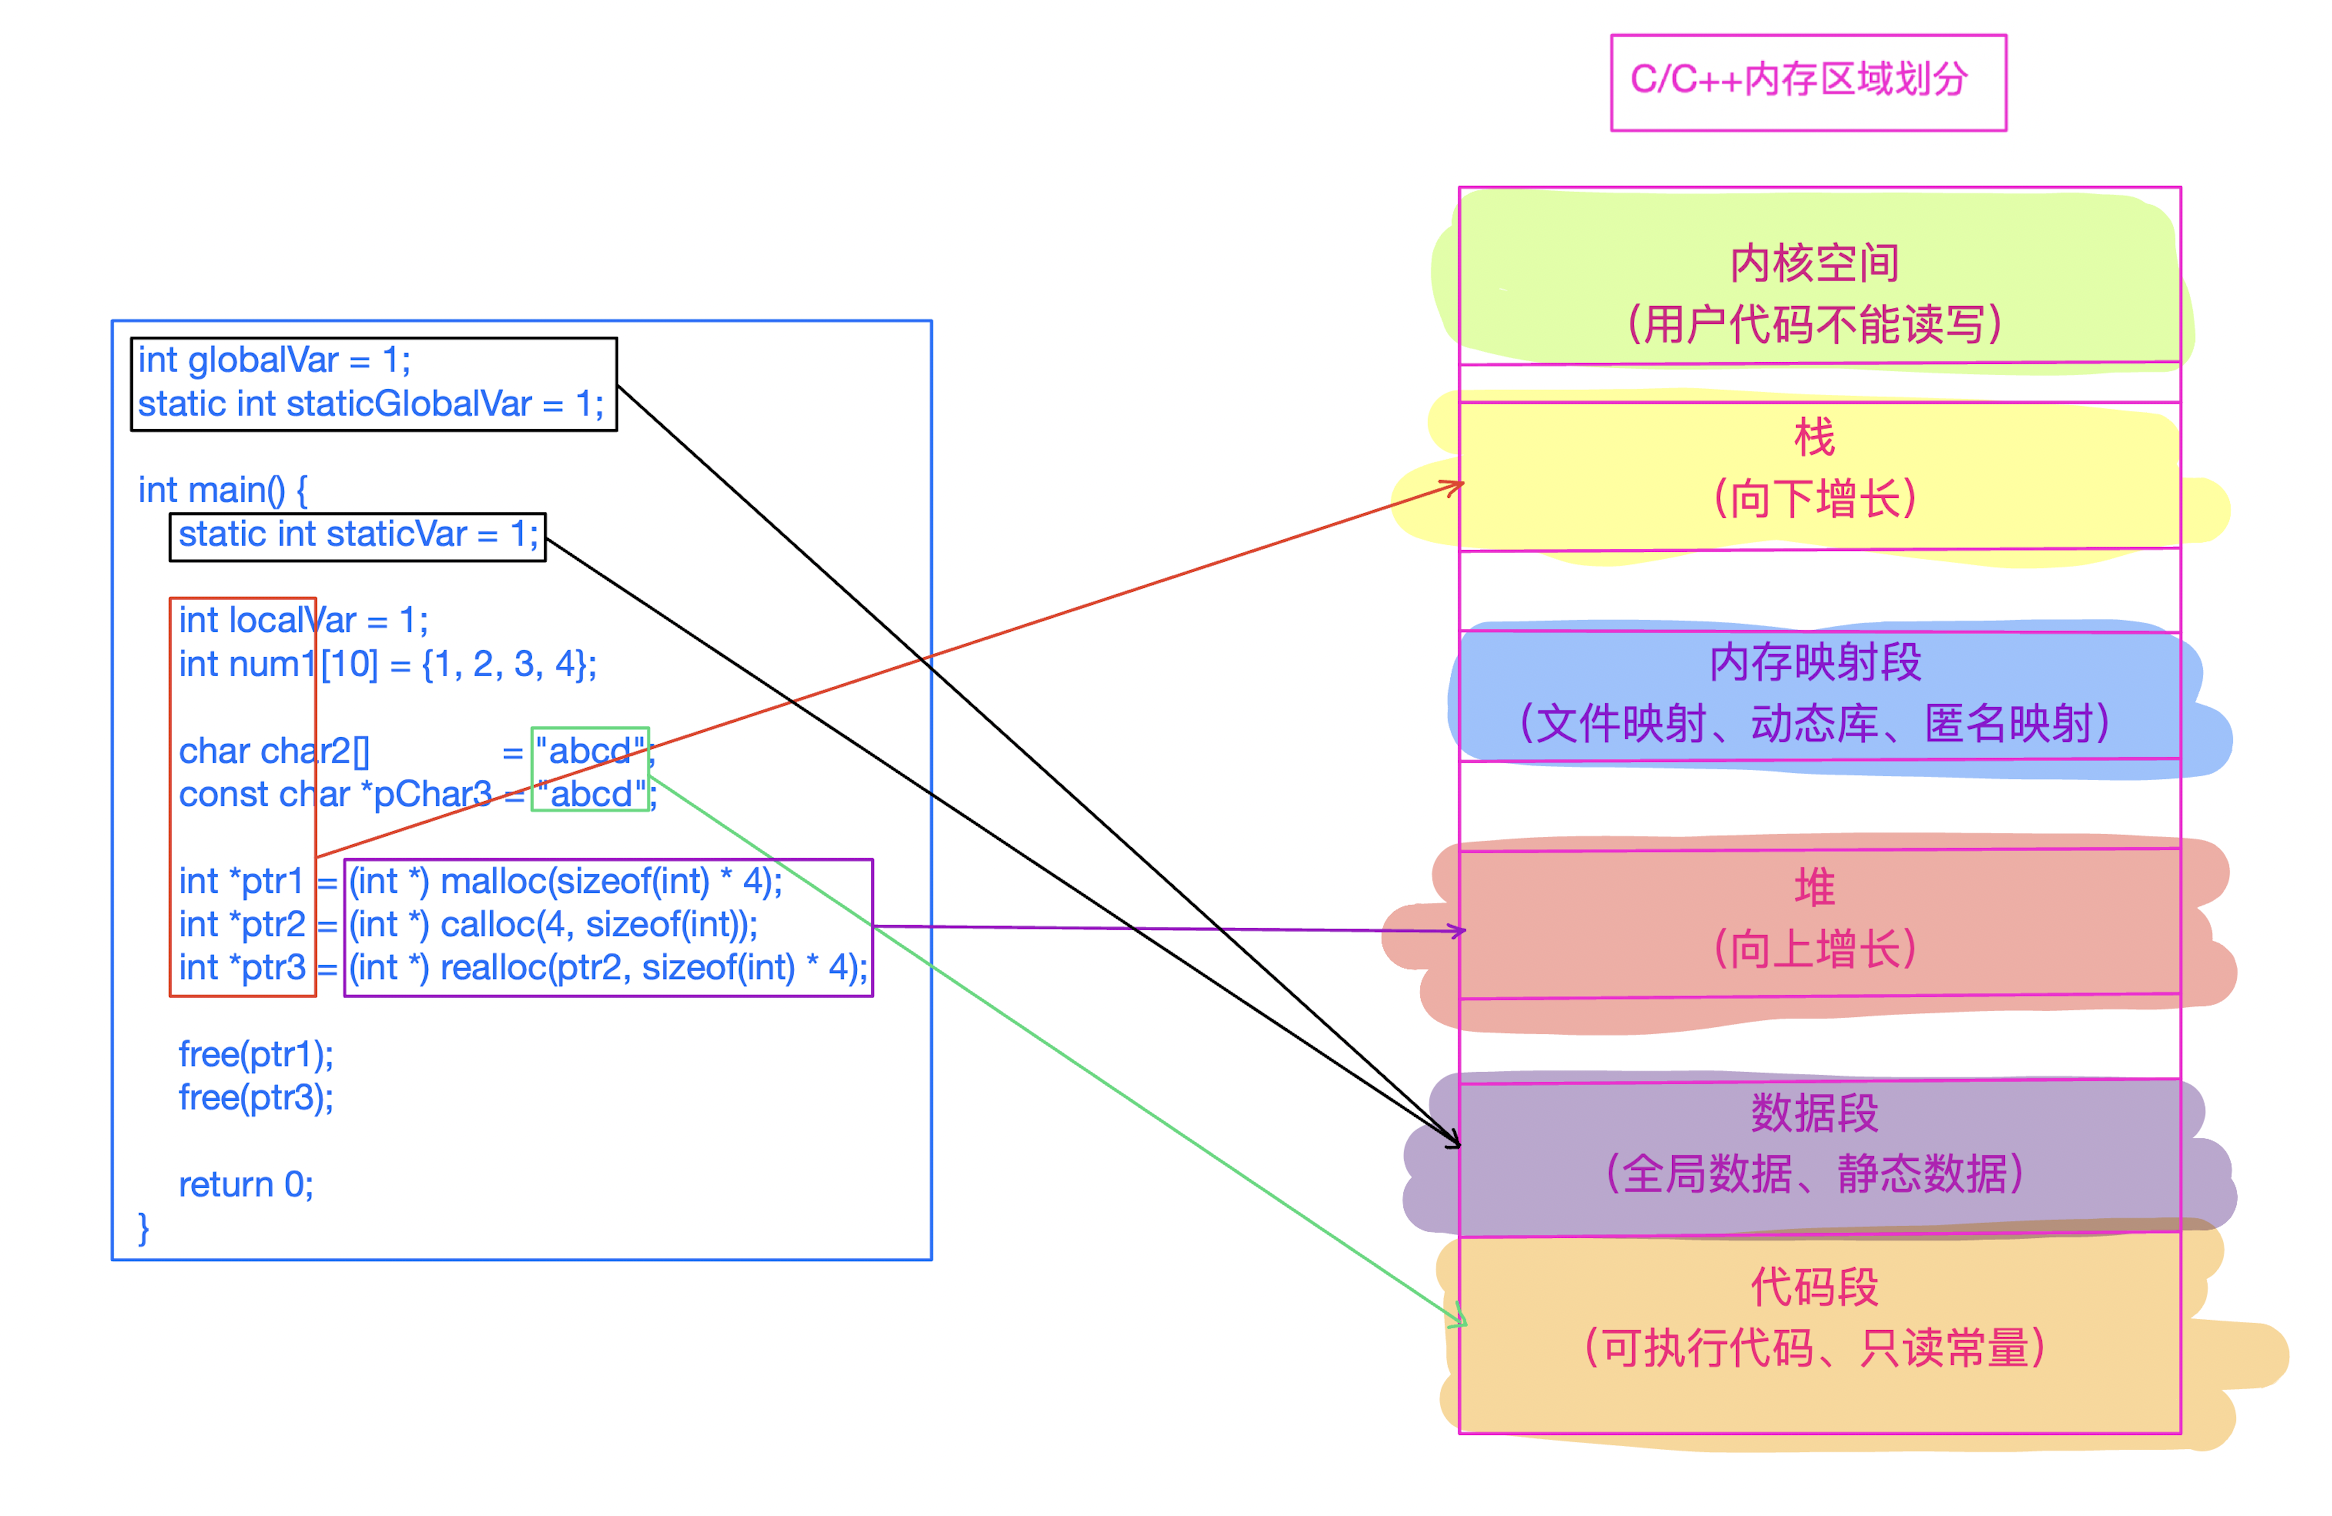 C/C++内存区域划分
int globalVar = 1;
static int staticGlobalVar = 1;
int main() {
static int staticVar = 1;
int localVar = 1;
int num1[10] = {1, 2, 3, 4};
char char2[] = "abcd";
const char *pChar3 = "abcd";
int *ptr1 = (int *) malloc(sizeof(int) * 4);
int *ptr2 = (int *) calloc(4, sizeof(int));
int *ptr3 = (int *) realloc(ptr2, sizeof(int) * 4);
free(ptr1);
free(ptr3);
return 0;
}
内核空间
（用户代码不能读写）
栈
（向下增长）
内存映射段
（文件映射、动态库、匿名映射）
堆
（向上增长）
数据段
（全局数据、静态数据）
代码段
（可执行代码、只读常量）